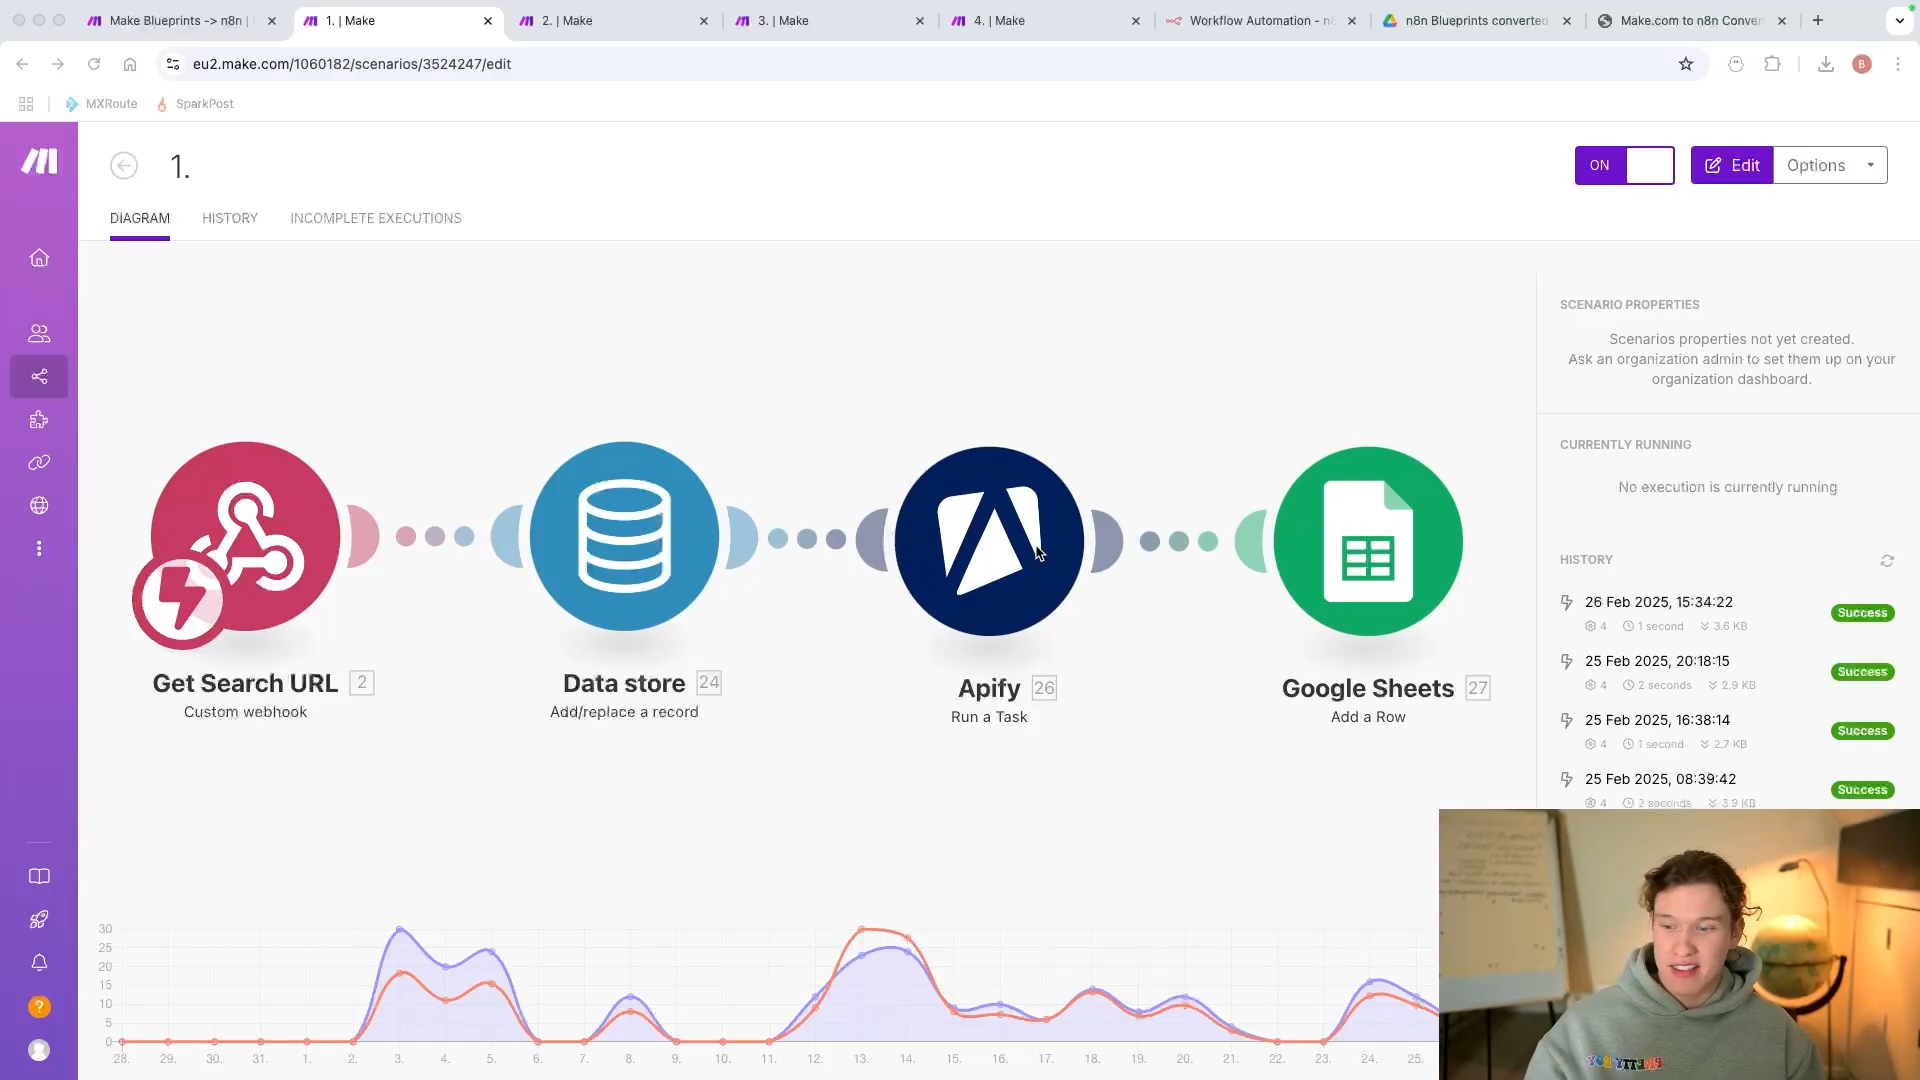 Make Blueprints -> n8n |
1. | Make
2. | Make
3. | Make
4. | Make
Workflow Automation - n8
n8n Blueprints converted
Make.com to n8n Conver
eu2.make.com/1060182/scenarios/3524247/edit
B
MXRoute
SparkPost
1.
ON
Edit
Options
DIAGRAM
HISTORY
INCOMPLETE EXECUTIONS
SCENARIO PROPERTIES
Scenarios properties not yet created.
Ask an organization admin to set them up on your
organization dashboard.
CURRENTLY RUNNING
No execution is currently running
HISTORY
26 Feb 2025, 15:34:22
Success
4 1 second 3.6 KB
25 Feb 2025, 20:18:15
Success
4 2 seconds 2.9 KB
25 Feb 2025, 16:38:14
Success
4 1 second 2.7 KB
25 Feb 2025, 08:39:42
Success
4 2 seconds 3.9 KB
Get Search URL 2
Custom webhook
Data store 24
Add/replace a record
Apify 26
Run a Task
Google Sheets 27
Add a Row
30
25
20
15
10
5
0
28. 29. 30. 31. 1. 2. 3. 4. 5. 6. 7. 8. 9. 10. 11. 12. 13. 14. 15. 16. 17. 18. 19. 20. 21. 22. 23. 24. 25.
?